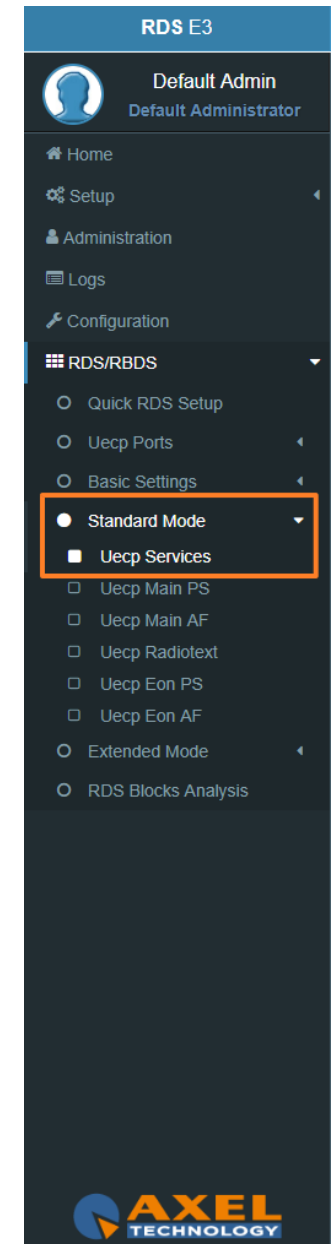 RDS E3
Default Admin
Default Administrator
Home
Setup
Administration
Logs
Configuration
RDS/RBDS
Quick RDS Setup
Uecp Ports
Basic Settings
Standard Mode
Uecp Services
Uecp Main PS
Uecp Main AF
Uecp Radiotext
Uecp Eon PS
Uecp Eon AF
Extended Mode
RDS Blocks Analysis
AXEL
TECHNOLOGY